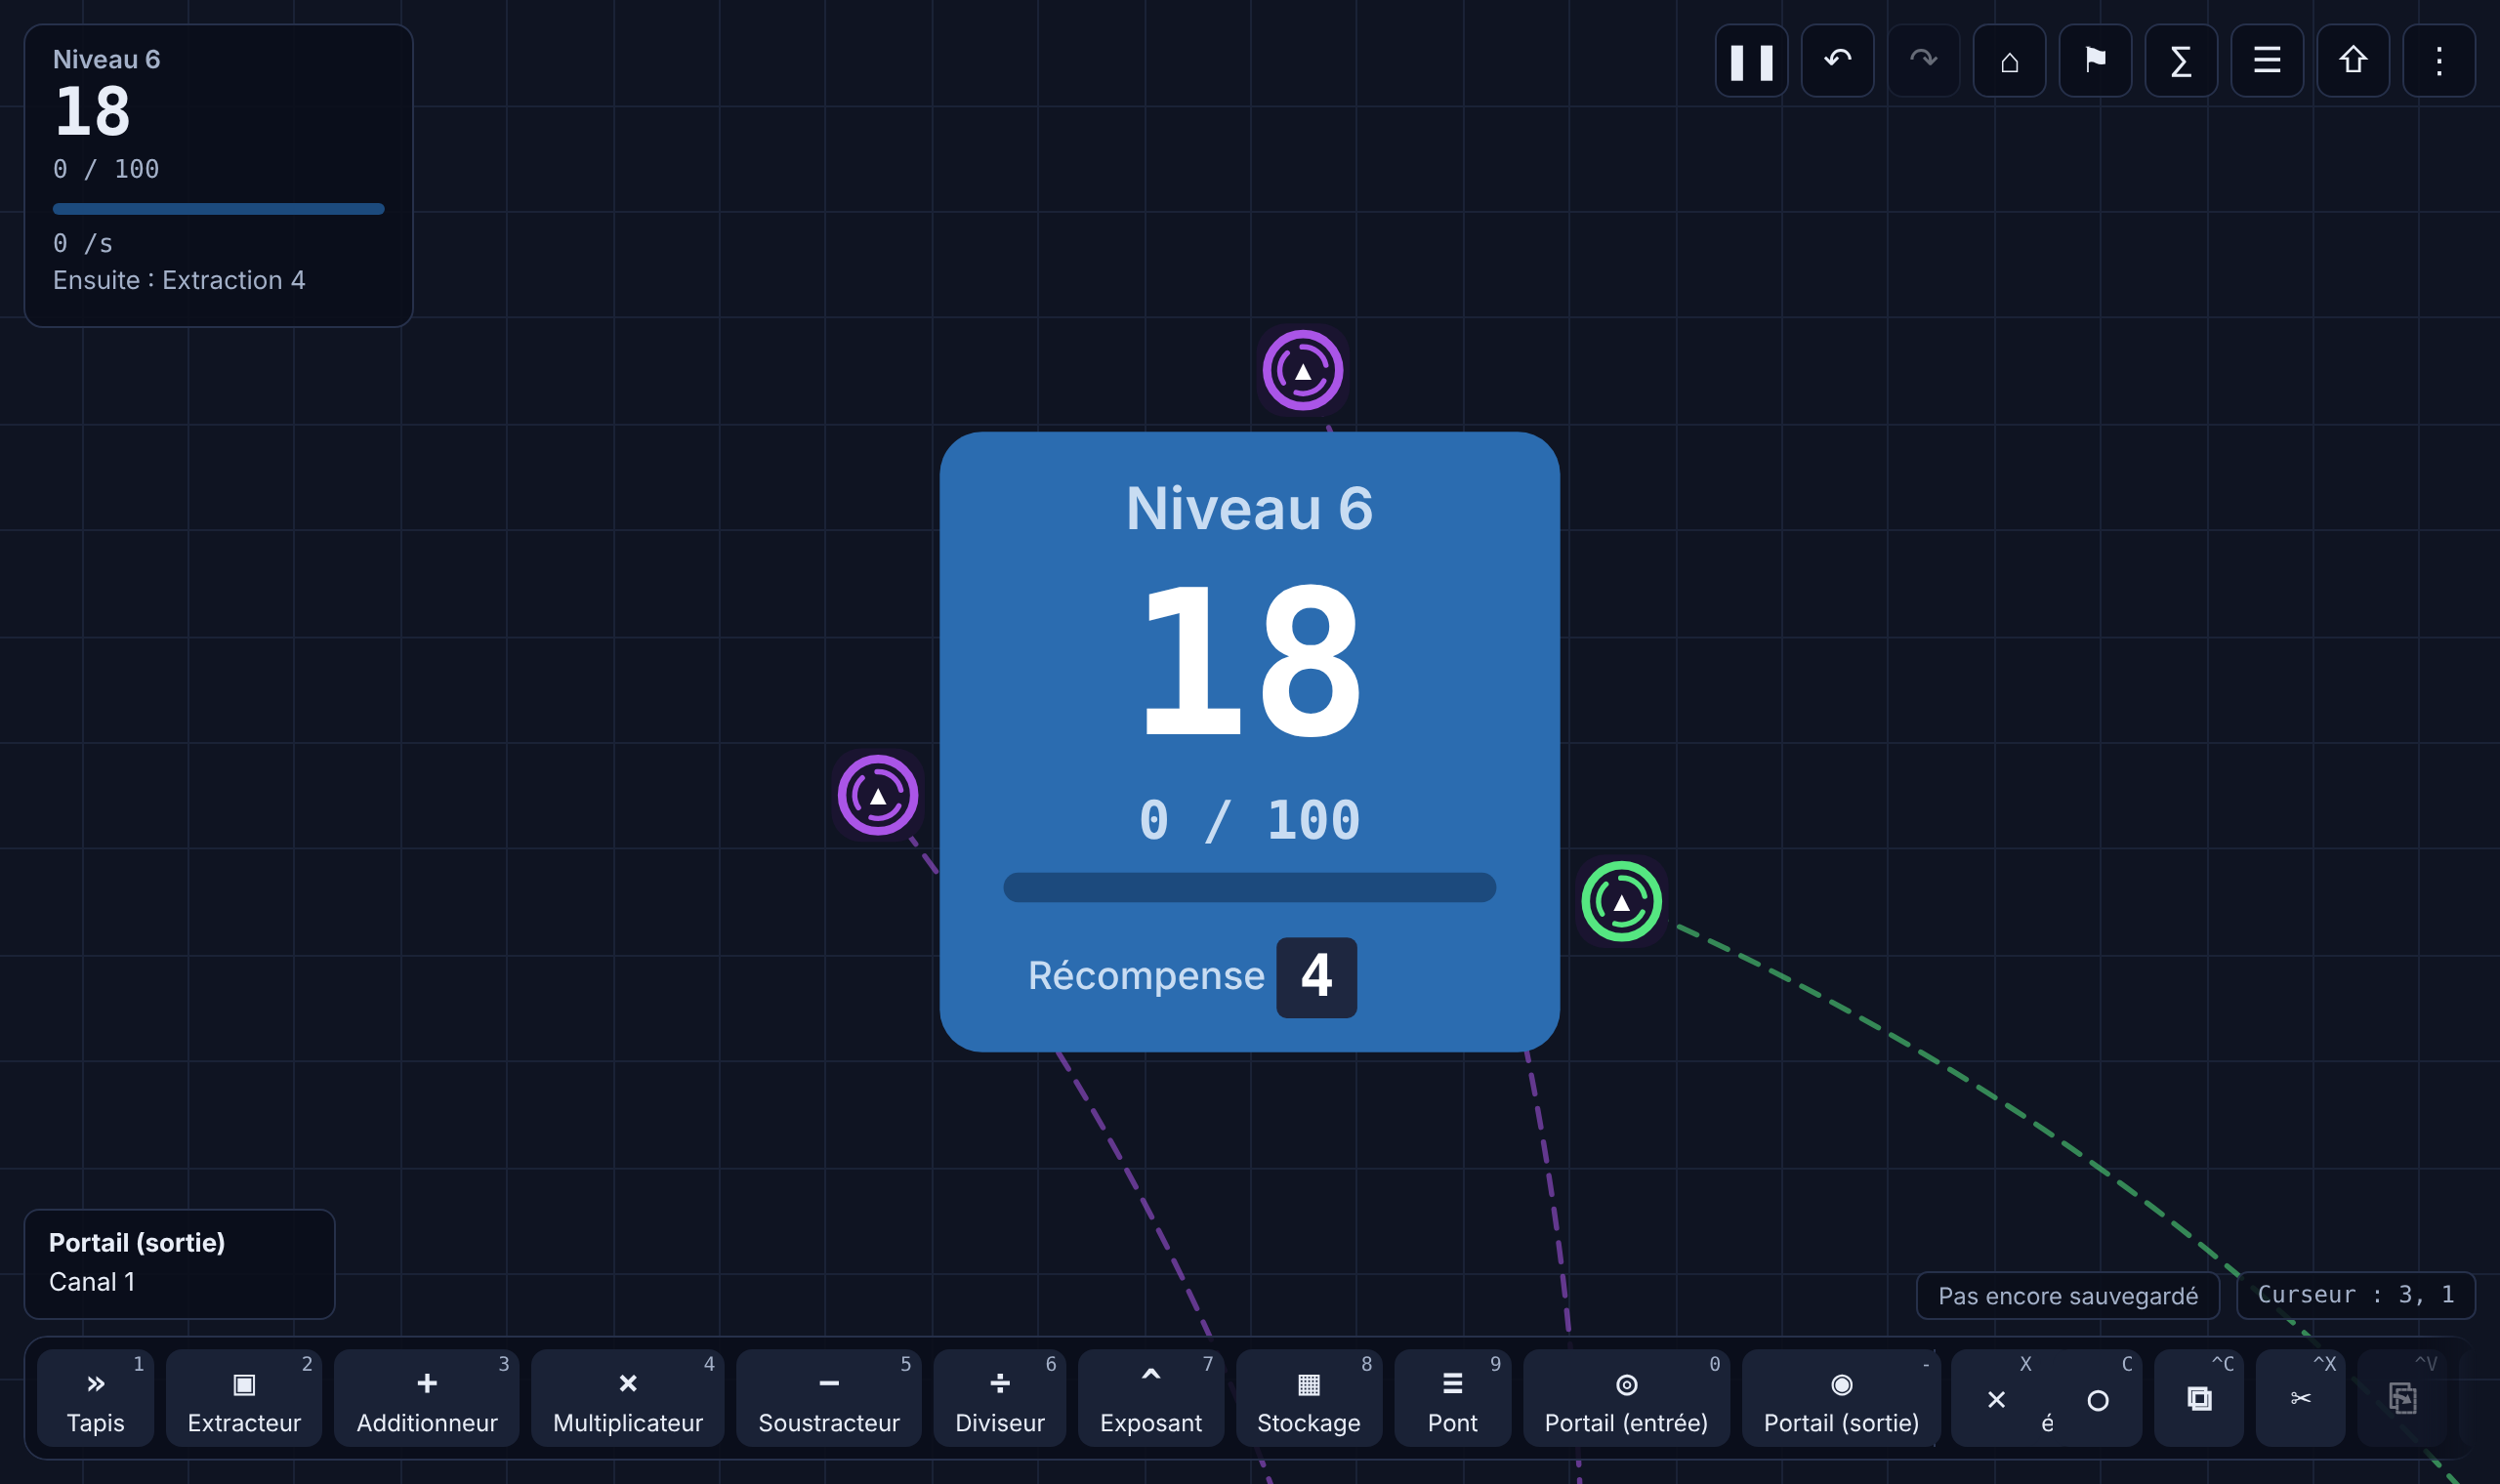 Niveau 6
18
0 / 100
0 /s
Ensuite : Extraction 4
Niveau 6
18
0 / 100
Récompense 4
Portail (sortie)
Canal 1
Pas encore sauvegardé
Curseur : 3, 1
1 2 3 4 5 6 7 8 9 0 - X C ^C ^X ^V
Tapis Extracteur Additionneur Multiplicateur Soustracteur Diviseur Exposant Stockage Pont Portail (entrée) Portail (sortie) é